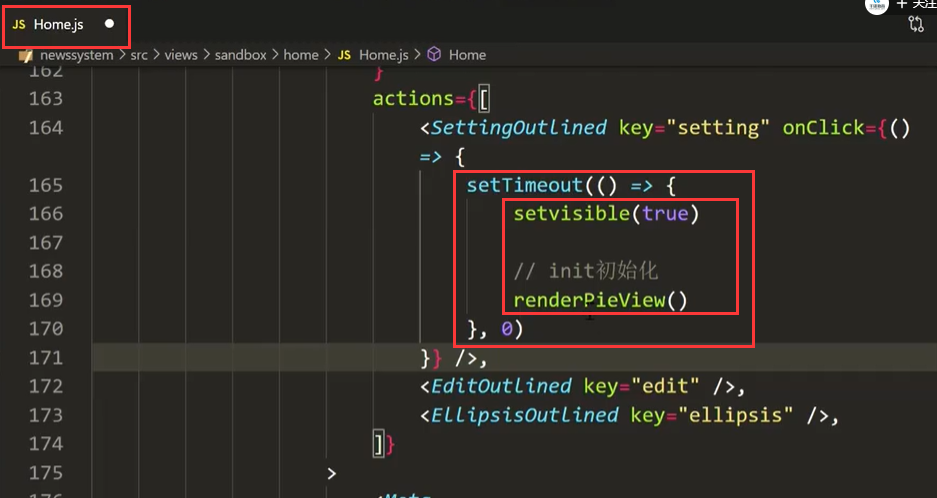 + 关注
JS Home.js
newssystem > src > views > sandbox > home > JS Home.js > Home
162 }
163 actions={[
164 <SettingOutlined key="setting" onClick={()
=> {
165 setTimeout(() => {
166 setvisible(true)
167
168 // init初始化
169 renderPieView()
170 }, 0)
171 }} />,
172 <EditOutlined key="edit" />,
173 <EllipsisOutlined key="ellipsis" />,
174 ]}
175 >
176 <Meta